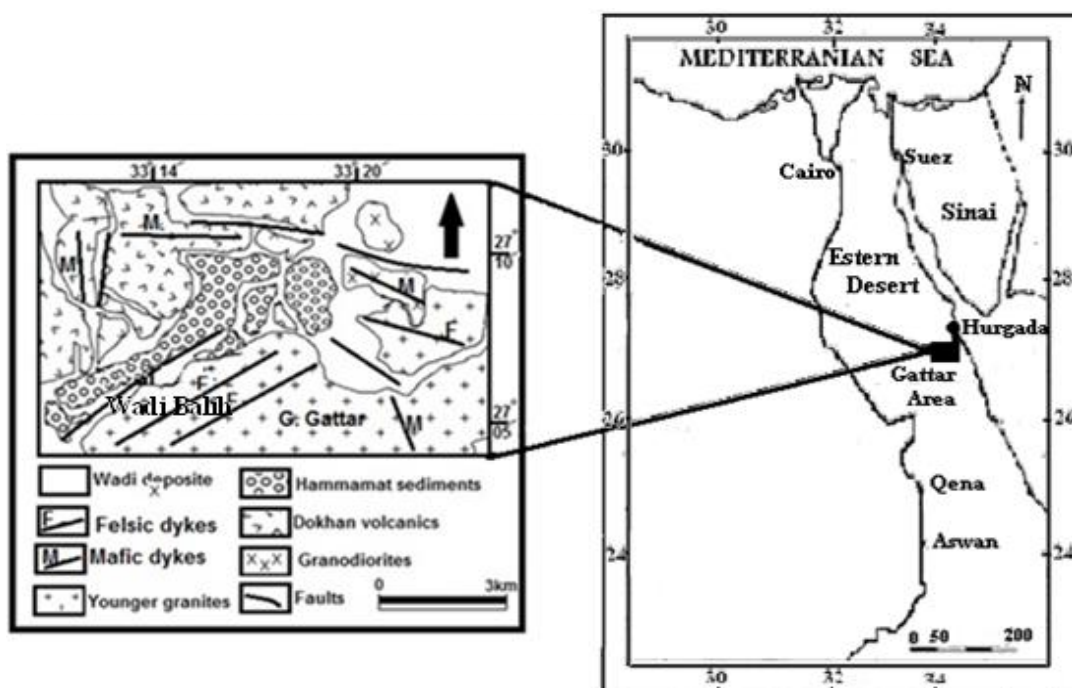 33 14 33 20
M
M
27 10
M
F
Wadi Bahli
F
F
G. Gattar
M
27 05
Wadi deposite
x
Hammamat sediments
F
Felsic dykes
Dokhan volcanics
M
Mafic dykes
XXX
Granodiorites
Younger granites
Faults
0 3km
30 32 34
MEDITERRANIAN SEA
N
30 30
Cairo
Suez
Sinai
Estern
Desert
28 28
Hurgada
Gattar
Area
26 26
Qena
Aswan
24 24
0 50 200
30 32 34